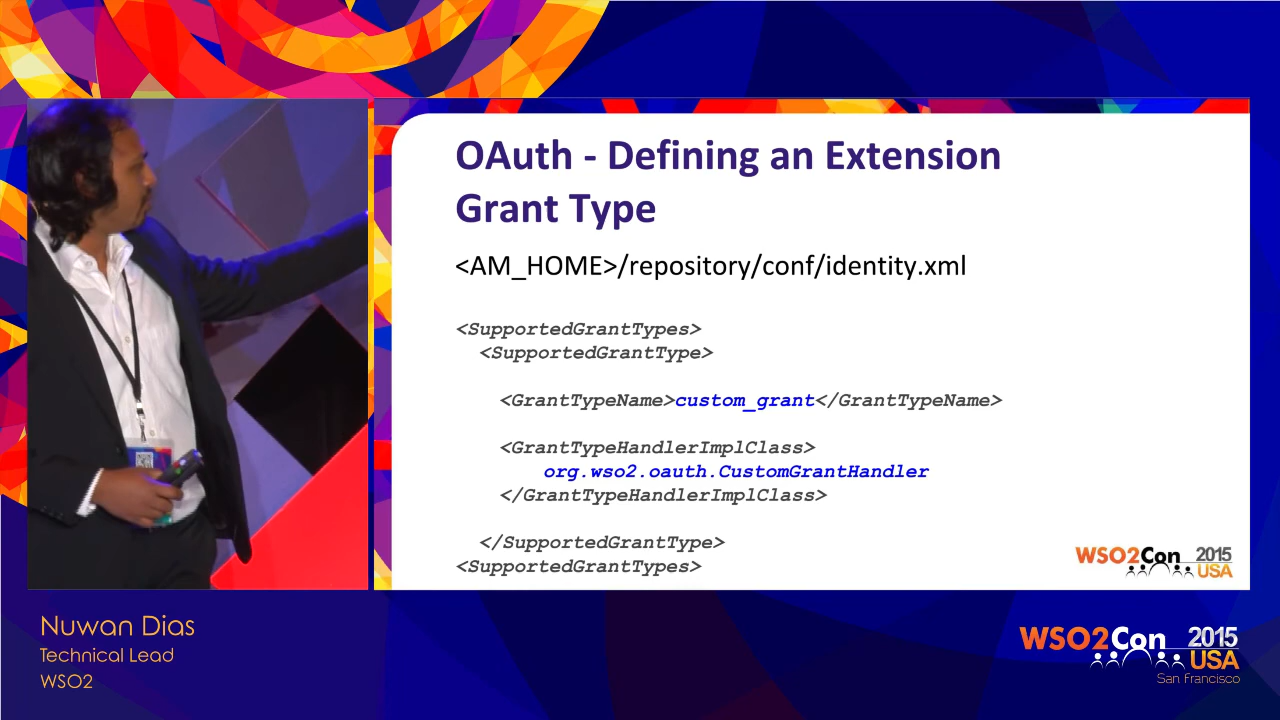 OAuth - Defining an Extension
Grant Type
<AM_HOME>/repository/conf/identity.xml
<SupportedGrantTypes>
<SupportedGrantType>
<GrantTypeName>custom_grant</GrantTypeName>
<GrantTypeHandlerImplClass>
org.wso2.oauth.CustomGrantHandler
</GrantTypeHandlerImplClass>
</SupportedGrantType>
<SupportedGrantTypes>
WSO2Con 2015
USA
Nuwan Dias
Technical Lead
WSO2
WSO2Con 2015
USA
San Francisco